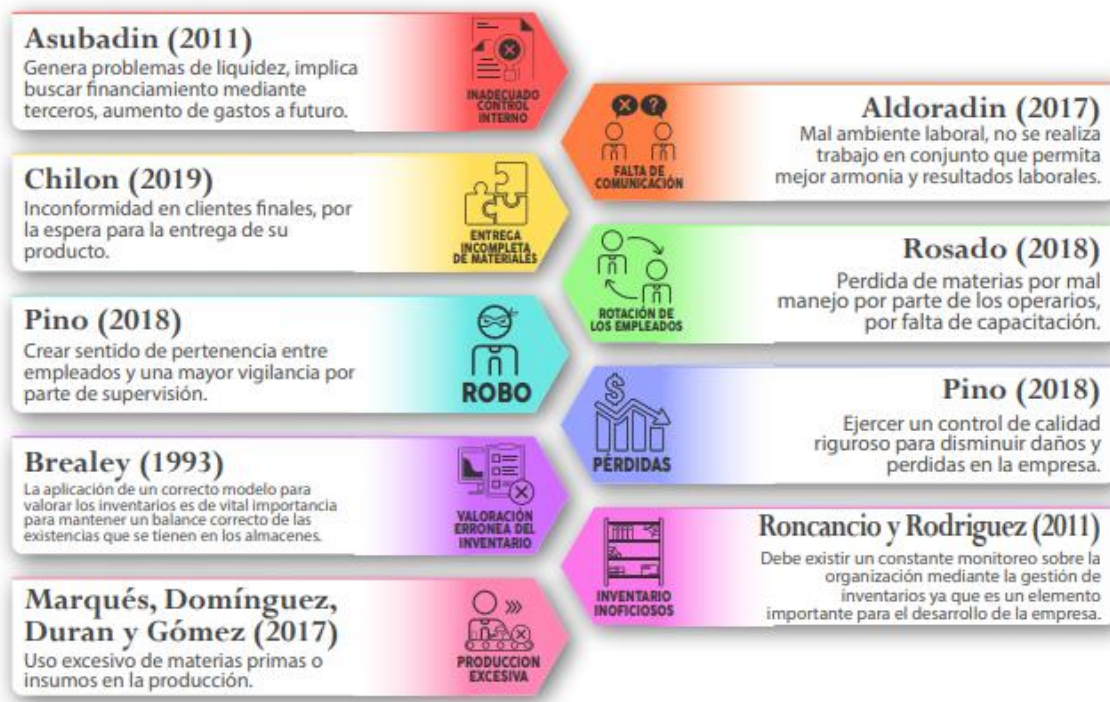 Asubadin (2011)
Genera problemas de liquidez, implica
buscar financiamiento mediante
terceros, aumento de gastos a futuro.
INADECUADO
CONTROL
INTERNO
Aldoradin (2017)
Mal ambiente laboral, no se realiza
trabajo en conjunto que permita
mejor armonia y resultados laborales.
FALTA DE
COMUNICACIÓN
Chilon (2019)
Inconformidad en clientes finales, por
la espera para la entrega de su
producto.
ENTREGA
INCOMPLETA
DE MATERIALES
Rosado (2018)
Perdida de materias por mal
manejo por parte de los operarios,
por falta de capacitación.
ROTACIÓN DE
LOS EMPLEADOS
Pino (2018)
Crear sentido de pertenencia entre
empleados y una mayor vigilancia por
parte de supervisión.
ROBO
Pino (2018)
Ejercer un control de calidad
riguroso para disminuir daños y
perdidas en la empresa.
$
PÉRDIDAS
Brealey (1993)
La aplicación de un correcto modelo para
valorar los inventarios es de vital importancia
para mantener un balance correcto de las
existencias que se tienen en los almacenes.
VALORACIÓN
ERRONEA DEL
INVENTARIO
Roncancio y Rodriguez (2011)
Debe existir un constante monitoreo sobre la
organización mediante la gestión de
inventarios ya que es un elemento
importante para el desarrollo de la empresa.
INVENTARIO
INOFICIOSOS
Marqués, Domínguez,
Duran y Gómez (2017)
Uso excesivo de materias primas o
insumos en la producción.
PRODUCCION
EXCESIVA